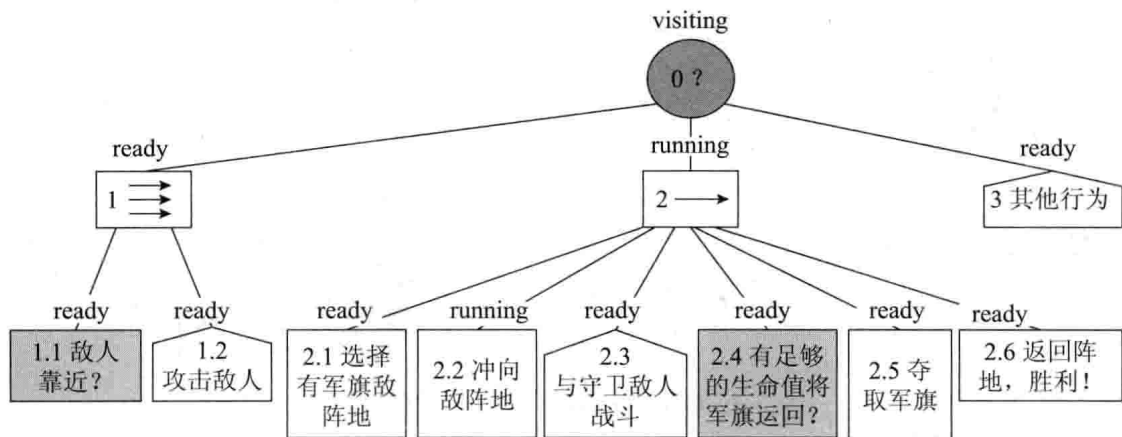 visiting
0 ?
ready
running
ready
1
2
3 其他行为
ready
ready
ready
running
ready
ready
ready
ready
1.1 敌人
靠近?
1.2
攻击敌人
2.1 选择
有军旗敌
阵地
2.2 冲向
敌阵地
2.3
与守卫敌人
战斗
2.4 有足够
的生命值将
军旗运回?
2.5 夺
取军旗
2.6 返回阵
地，胜利!